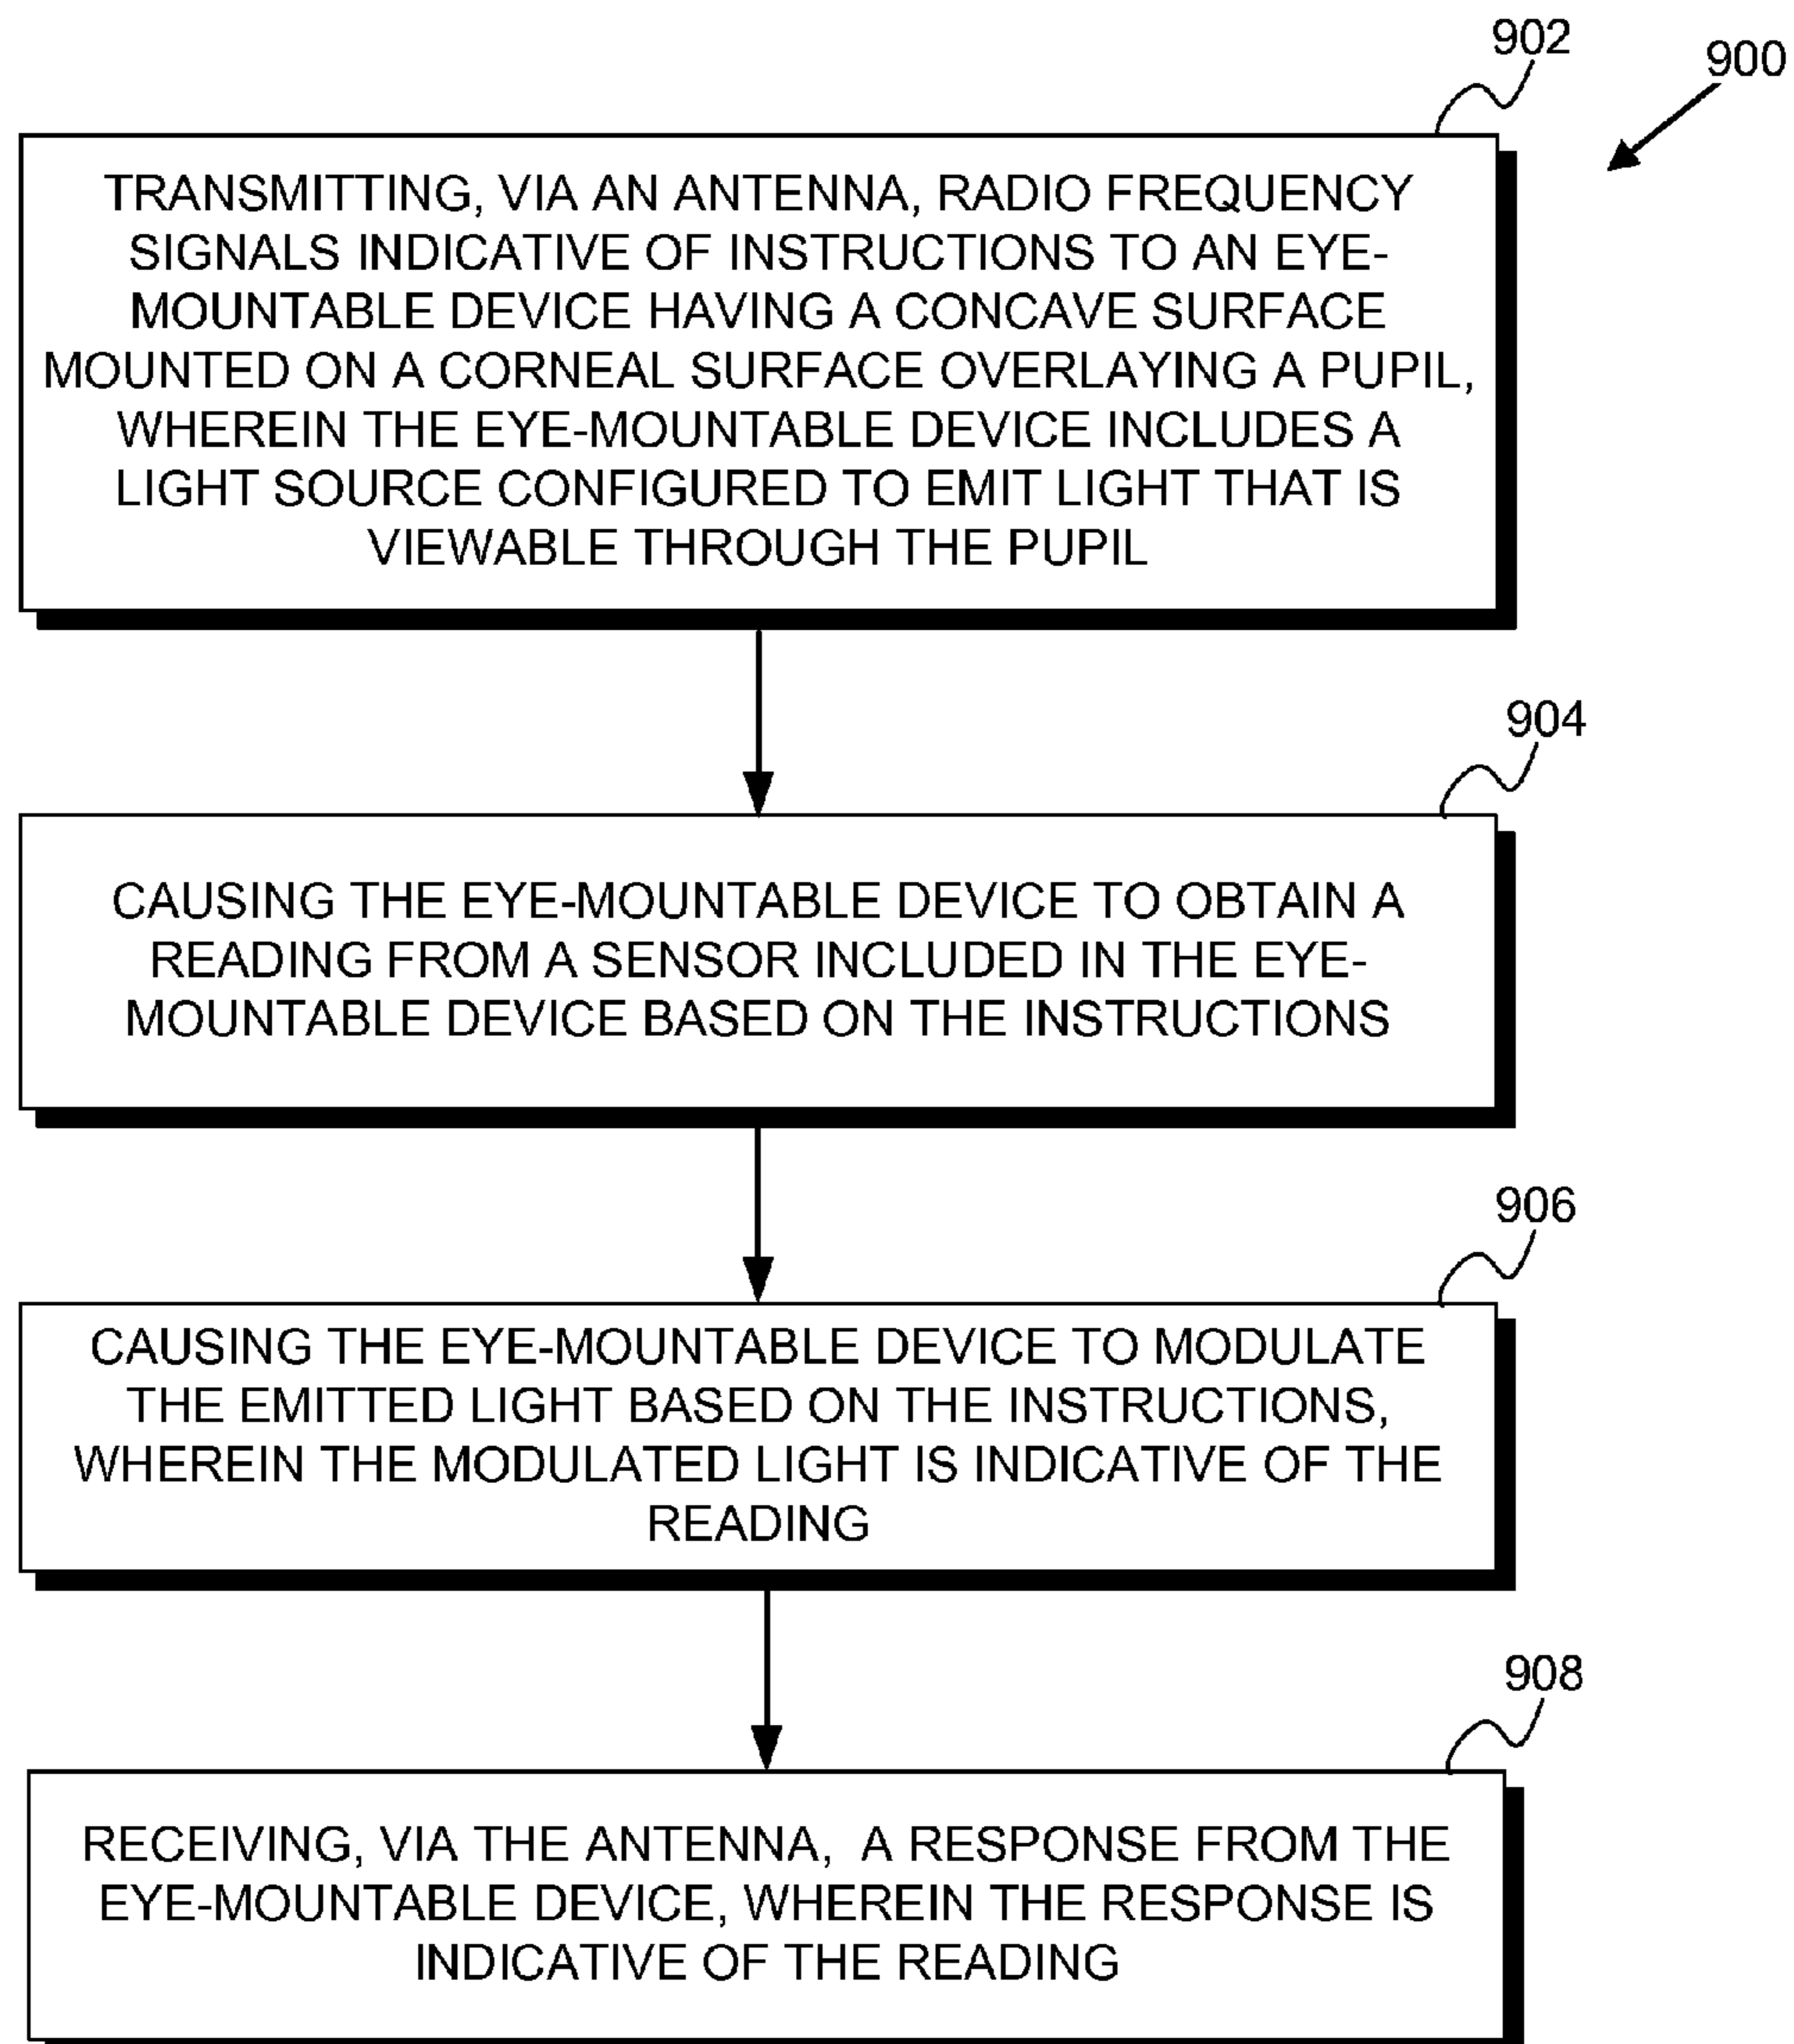 902
900
TRANSMITTING, VIA AN ANTENNA, RADIO FREQUENCY
SIGNALS INDICATIVE OF INSTRUCTIONS TO AN EYE-
MOUNTABLE DEVICE HAVING A CONCAVE SURFACE
MOUNTED ON A CORNEAL SURFACE OVERLAYING A PUPIL,
WHEREIN THE EYE-MOUNTABLE DEVICE INCLUDES A
LIGHT SOURCE CONFIGURED TO EMIT LIGHT THAT IS
VIEWABLE THROUGH THE PUPIL
904
CAUSING THE EYE-MOUNTABLE DEVICE TO OBTAIN A
READING FROM A SENSOR INCLUDED IN THE EYE-
MOUNTABLE DEVICE BASED ON THE INSTRUCTIONS
906
CAUSING THE EYE-MOUNTABLE DEVICE TO MODULATE
THE EMITTED LIGHT BASED ON THE INSTRUCTIONS,
WHEREIN THE MODULATED LIGHT IS INDICATIVE OF THE
READING
908
RECEIVING, VIA THE ANTENNA,  A RESPONSE FROM THE
EYE-MOUNTABLE DEVICE, WHEREIN THE RESPONSE IS
INDICATIVE OF THE READING